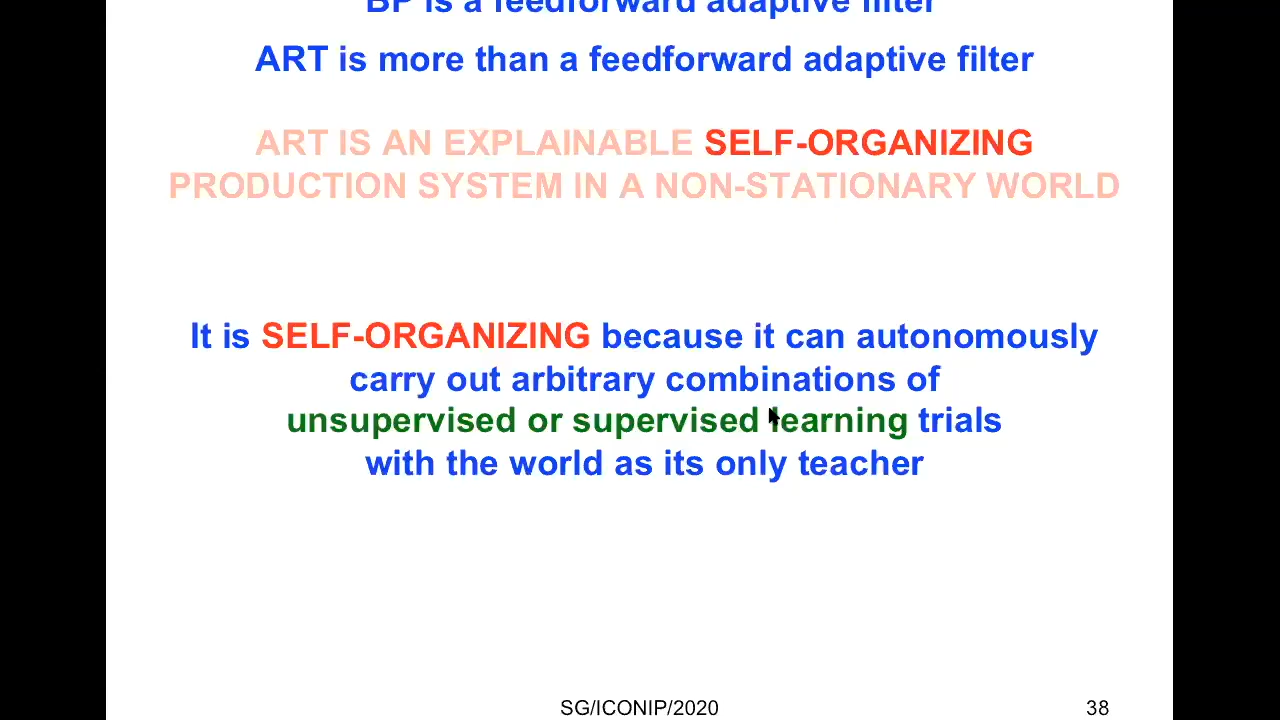 BP is a feedforward adaptive filter
ART is more than a feedforward adaptive filter
ART IS AN EXPLAINABLE SELF-ORGANIZING
PRODUCTION SYSTEM IN A NON-STATIONARY WORLD
It is SELF-ORGANIZING because it can autonomously
carry out arbitrary combinations of
unsupervised or supervised learning trials
with the world as its only teacher
SG/ICONIP/2020
38